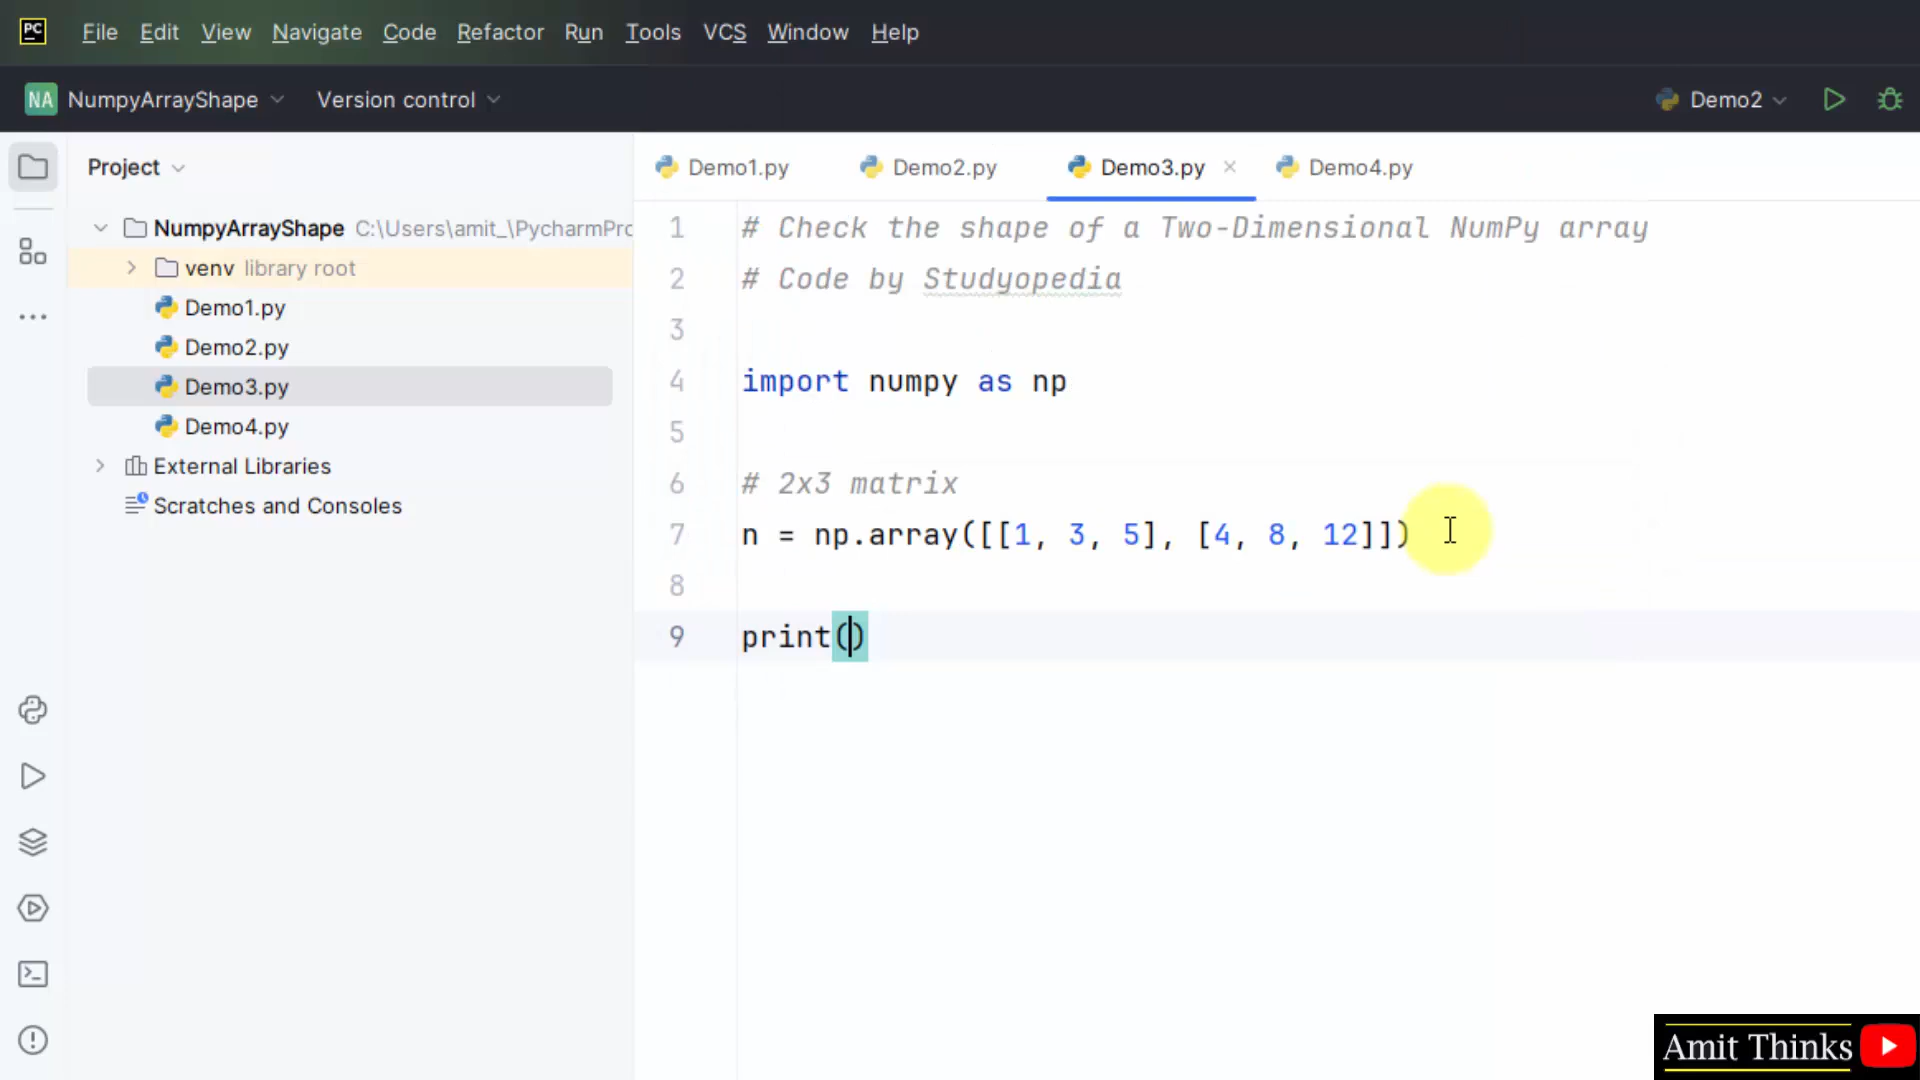 PC File Edit View Navigate Code Refactor Run Tools VCS Window Help
NA NumpyArrayShape Version control Demo2
Project
Demo1.py Demo2.py Demo3.py Demo4.py
NumpyArrayShape C:\Users\amit_\PycharmPro
venv library root
Demo1.py
Demo2.py
Demo3.py
Demo4.py
External Libraries
Scratches and Consoles
1 # Check the shape of a Two-Dimensional NumPy array
2 # Code by Studyopedia
3
4 import numpy as np
5
6 # 2x3 matrix
7 n = np.array([[1, 3, 5], [4, 8, 12]])
8
9 print()
Amit Thinks